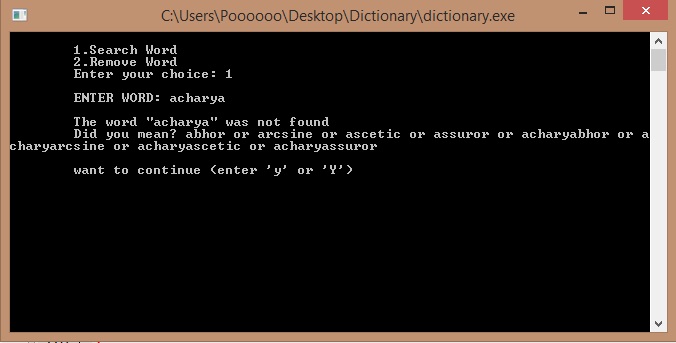 C:\Users\Poooooo\Desktop\Dictionary\dictionary.exe
1.Search Word
2.Remove Word
Enter your choice: 1
ENTER WORD: acharya
The word "acharya" was not found
Did you mean? abhor or arcsine or ascetic or assuror or acharyabhor or a
charyarcsine or acharyascetic or acharyassuror
want to continue (enter 'y' or 'Y')